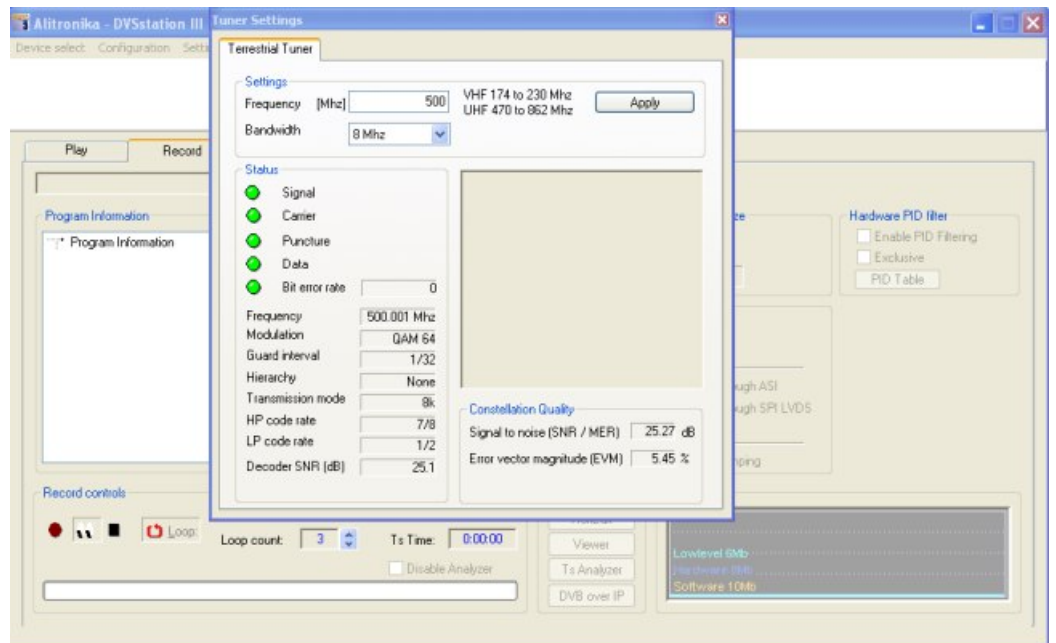 Alitronika - DVSstation III
Tuner Settings
Device select Configuration
Terrestrial Tuner
Settings
Frequency [Mhz] 500
VHF 174 to 230 Mhz
UHF 470 to 862 Mhz
Apply
Bandwidth 8 Mhz
Play Record
Status
Signal
Carrier
Puncture
Data
Bit error rate 0
Frequency 500.001 Mhz
Modulation QAM 64
Guard interval 1/32
Hierarchy None
Transmission mode 8k
HP code rate 7/8
LP code rate 1/2
Decoder SNR (dB) 25.1
Constellation Quality
Signal to noise (SNR / MER) 25.27 dB
Error vector magnitude (EVM) 5.45 %
Program Information
Program Information
Hardware PID filter
Enable PID Filtering
Exclusive
PID Table
ugh ASI
ugh SPI LVDS
ping
Record controls
Loop
Loop count: 3
Ts Time: 0:00:00
Disable Analyzer
Viewer
Ts Analyzer
DVB over IP
Lowlevel 6Mb
Hardware 8Mb
Software 10Mb